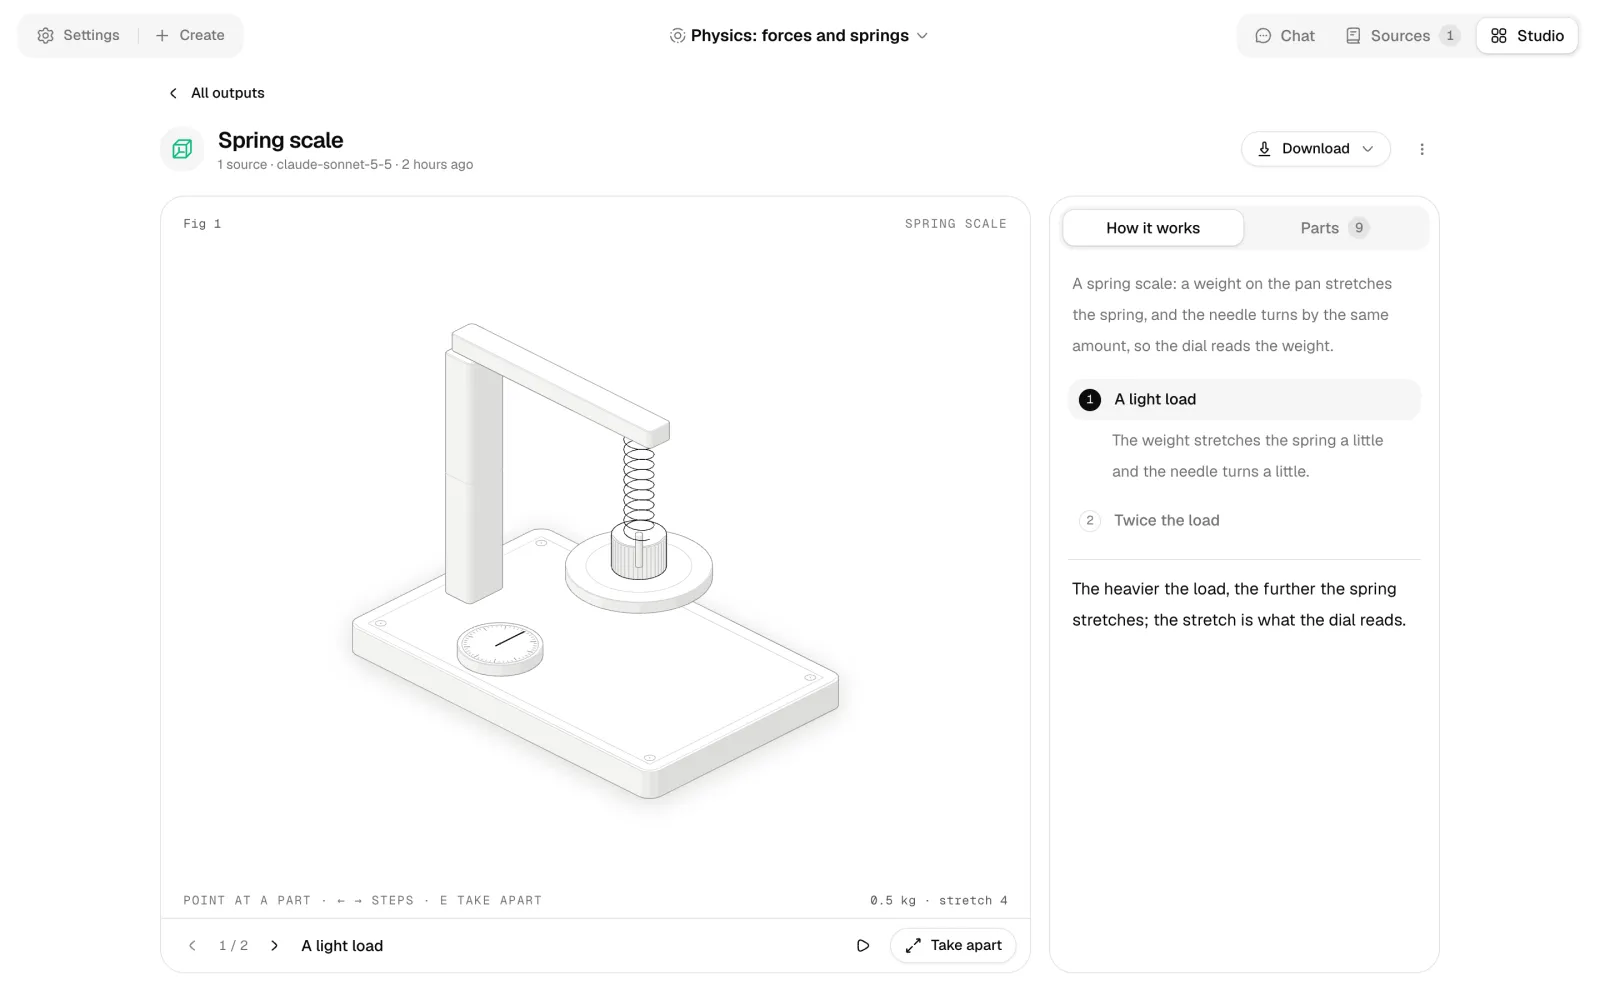 Settings
Create
Physics: forces and springs
Chat
Sources 1
Studio
All outputs
Spring scale
1 source · claude-sonnet-5-5 · 2 hours ago
Download
Fig 1
SPRING SCALE
POINT AT A PART · ← → STEPS · E TAKE APART
0.5 kg · stretch 4
1 / 2
A light load
Take apart
How it works
Parts 9
A spring scale: a weight on the pan stretches
the spring, and the needle turns by the same
amount, so the dial reads the weight.
1 A light load
The weight stretches the spring a little
and the needle turns a little.
2 Twice the load
The heavier the load, the further the spring
stretches; the stretch is what the dial reads.